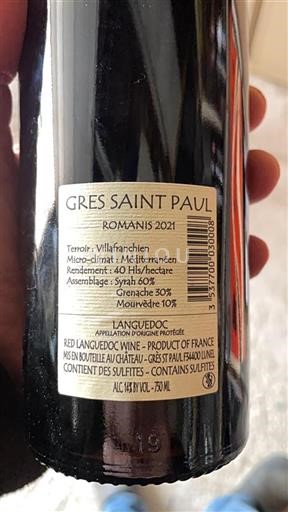 GRES SAINT PAUL
ROMANIS 2021
Terroir : Villafranchien
Micro-climat : Méditerranéen
Rendement : 40 Hls/hectare
Assemblage : Syrah 60%
Grenache 30%
Mourvèdre 10%
3 537700 030008
LANGUEDOC
APPELLATION D'ORIGINE PROTÉGÉE
RED LANGUEDOC WINE - PRODUCT OF FRANCE
MIS EN BOUTEILLE AU CHÂTEAU - GRÈS ST PAUL F34400 LUNEL
CONTIENT DES SULFITES - CONTAINS SULFITES
ALC. 14% BY VOL. - 750 ML
19